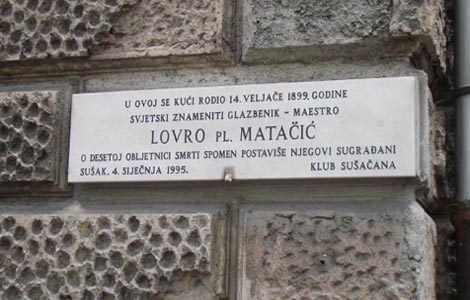 U OVOJ SE KUĆI RODIO 14. VELJAČE 1899. GODINE
SVJETSKI ZNAMENITI GLAZBENIK – MAESTRO
LOVRO PL. MATAČIĆ
O DESETOJ OBLJETNICI SMRTI SPOMEN POSTAVIŠE NJEGOVI SUGRAĐANI
SUŠAK, 4. SIJEČNJA 1995. KLUB SUŠAČANA